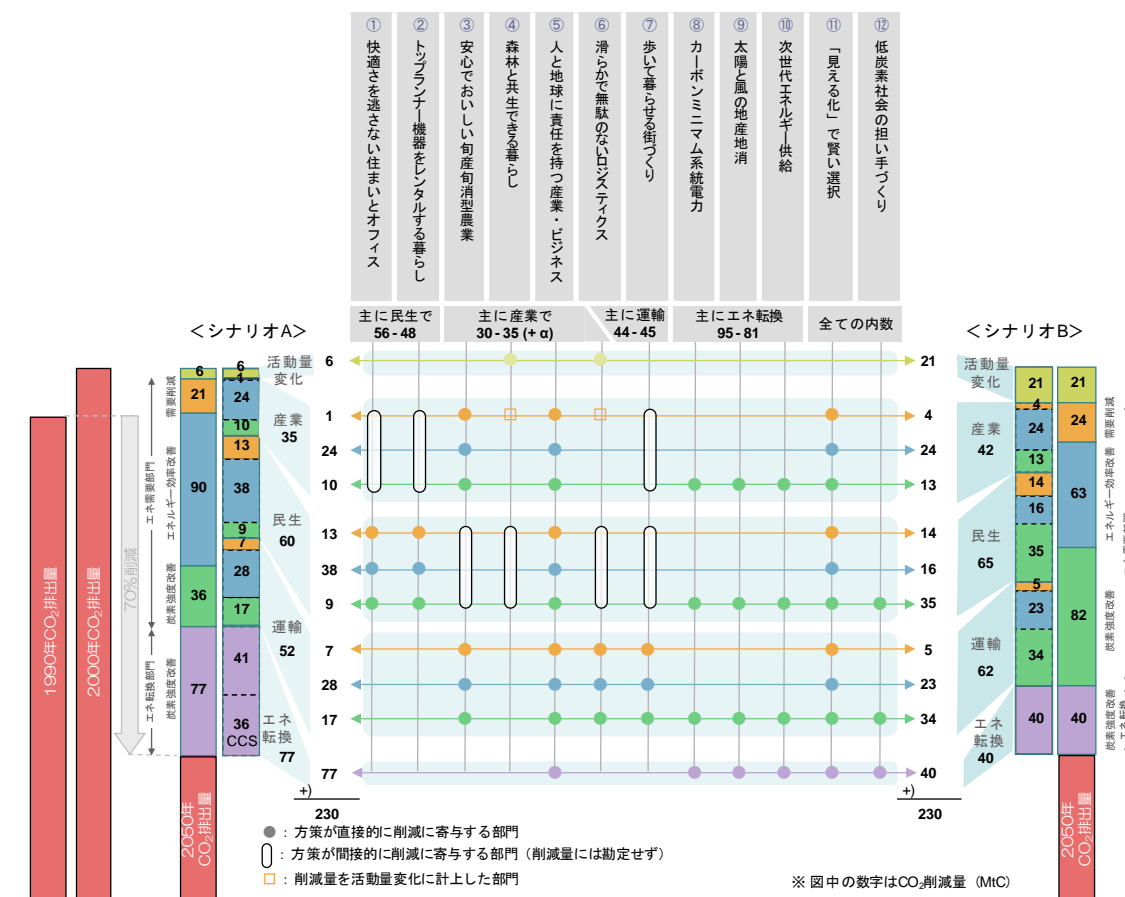 ① 快適さを逃さない住まいとオフィス
② トップランナー機器をレンタルする暮らし
③ 安心でおいしい旬産旬消型農業
④ 森林と共生できる暮らし
⑤ 人と地球に責任を持つ産業・ビジネス
⑥ 滑らかで無駄のないロジスティクス
⑦ 歩いて暮らせる街づくり
⑧ カーボンミニマム系統電力
⑨ 太陽と風の地産地消
⑩ 次世代エネルギー供給
⑪ 「見える化」で賢い選択
⑫ 低炭素社会の担い手づくり
主に民生で
56 - 48
主に産業で
30 - 35 (+ α)
主に運輸
44 - 45
主にエネ転換
95 - 81
全ての内数
＜シナリオA＞
1990年CO2排出量
2000年CO2排出量
70%削減
エネ需要部門
エネ転換部門
需要削減
エネルギー効率改善
炭素強度改善
炭素強度改善
6
21
90
36
77
2050年
CO2排出量
6
1
24
10
13
38
9
7
28
17
41
36
CCS
活動量
変化
産業
35
民生
60
運輸
52
エネ
転換
77
6
1
24
10
13
38
9
7
28
17
77
+)
230
21
4
24
13
14
16
35
5
23
34
40
+)
230
＜シナリオB＞
活動量
変化
産業
42
民生
65
運輸
62
エネ
転換
40
21
4
24
13
14
16
35
5
23
34
40
21
24
63
82
40
2050年
CO2排出量
需要削減
エネルギー効率改善
炭素強度改善
炭素強度改善
：方策が直接的に削減に寄与する部門
：方策が間接的に削減に寄与する部門（削減量には勘定せず）
：削減量を活動量変化に計上した部門
※ 図中の数字はCO2削減量（MtC）